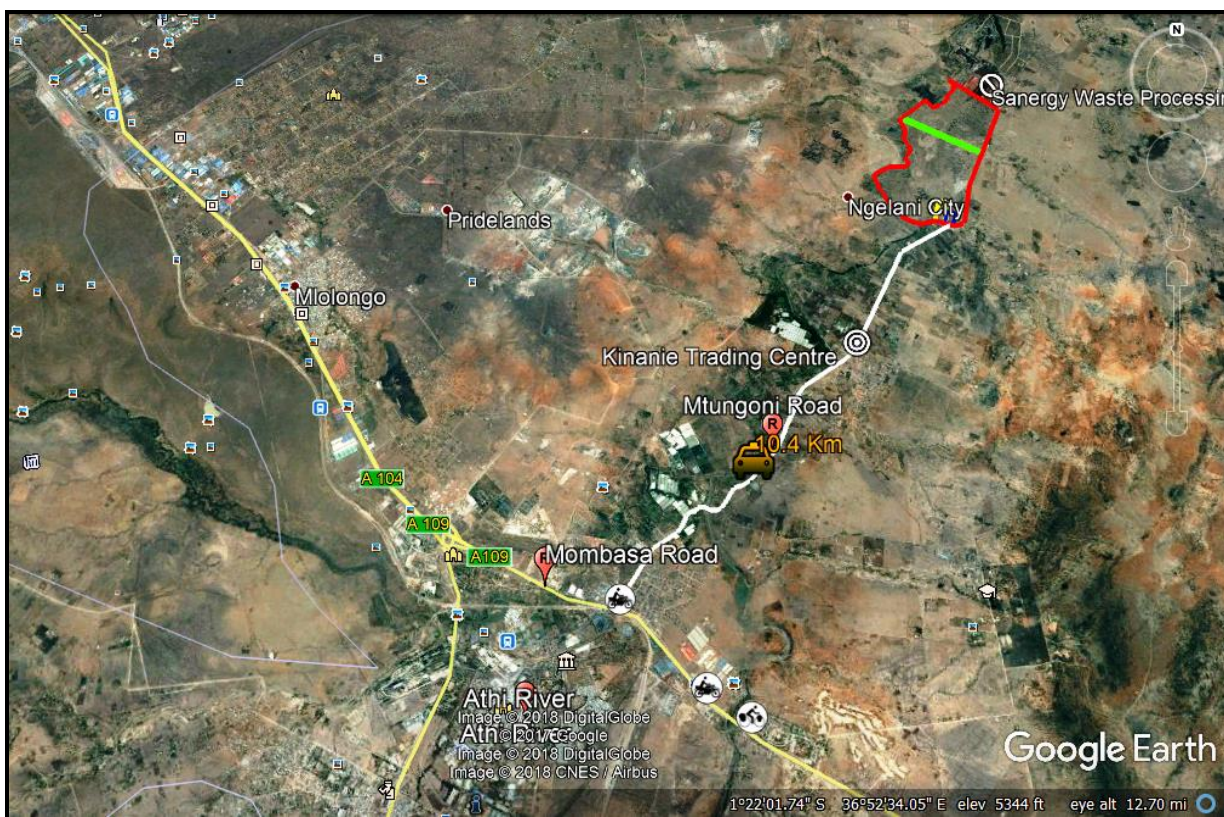 N
Sanergy Waste Processin
Ngelani City
Pridelands
Mlolongo
Kinanie Trading Centre
Mtungoni Road
R
10.4 Km
A 104
A 109
A109
R
Mombasa Road
Athi River
Image © 2018 DigitalGlobe
© 2017 Google
Image © 2018 DigitalGlobe
Image © 2018 CNES / Airbus
Google Earth
1°22'01.74" S 36°52'34.05" E elev 5344 ft eye alt 12.70 mi